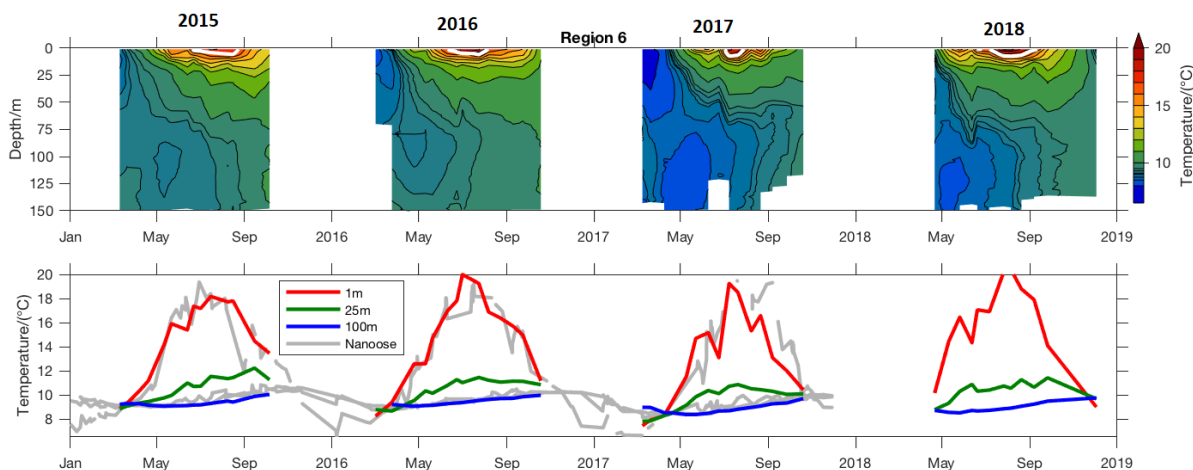 2015 2016 2017 2018
Region 6
0
25
50
75
100
125
150
Depth/m
20
15
10
Temperature/(°C)
Jan May Sep 2016 May Sep 2017 May Sep 2018 May Sep 2019
20
18
16
14
12
10
8
Temperature/(°C)
1m
25m
100m
Nanoose
Jan May Sep 2016 May Sep 2017 May Sep 2018 May Sep 2019